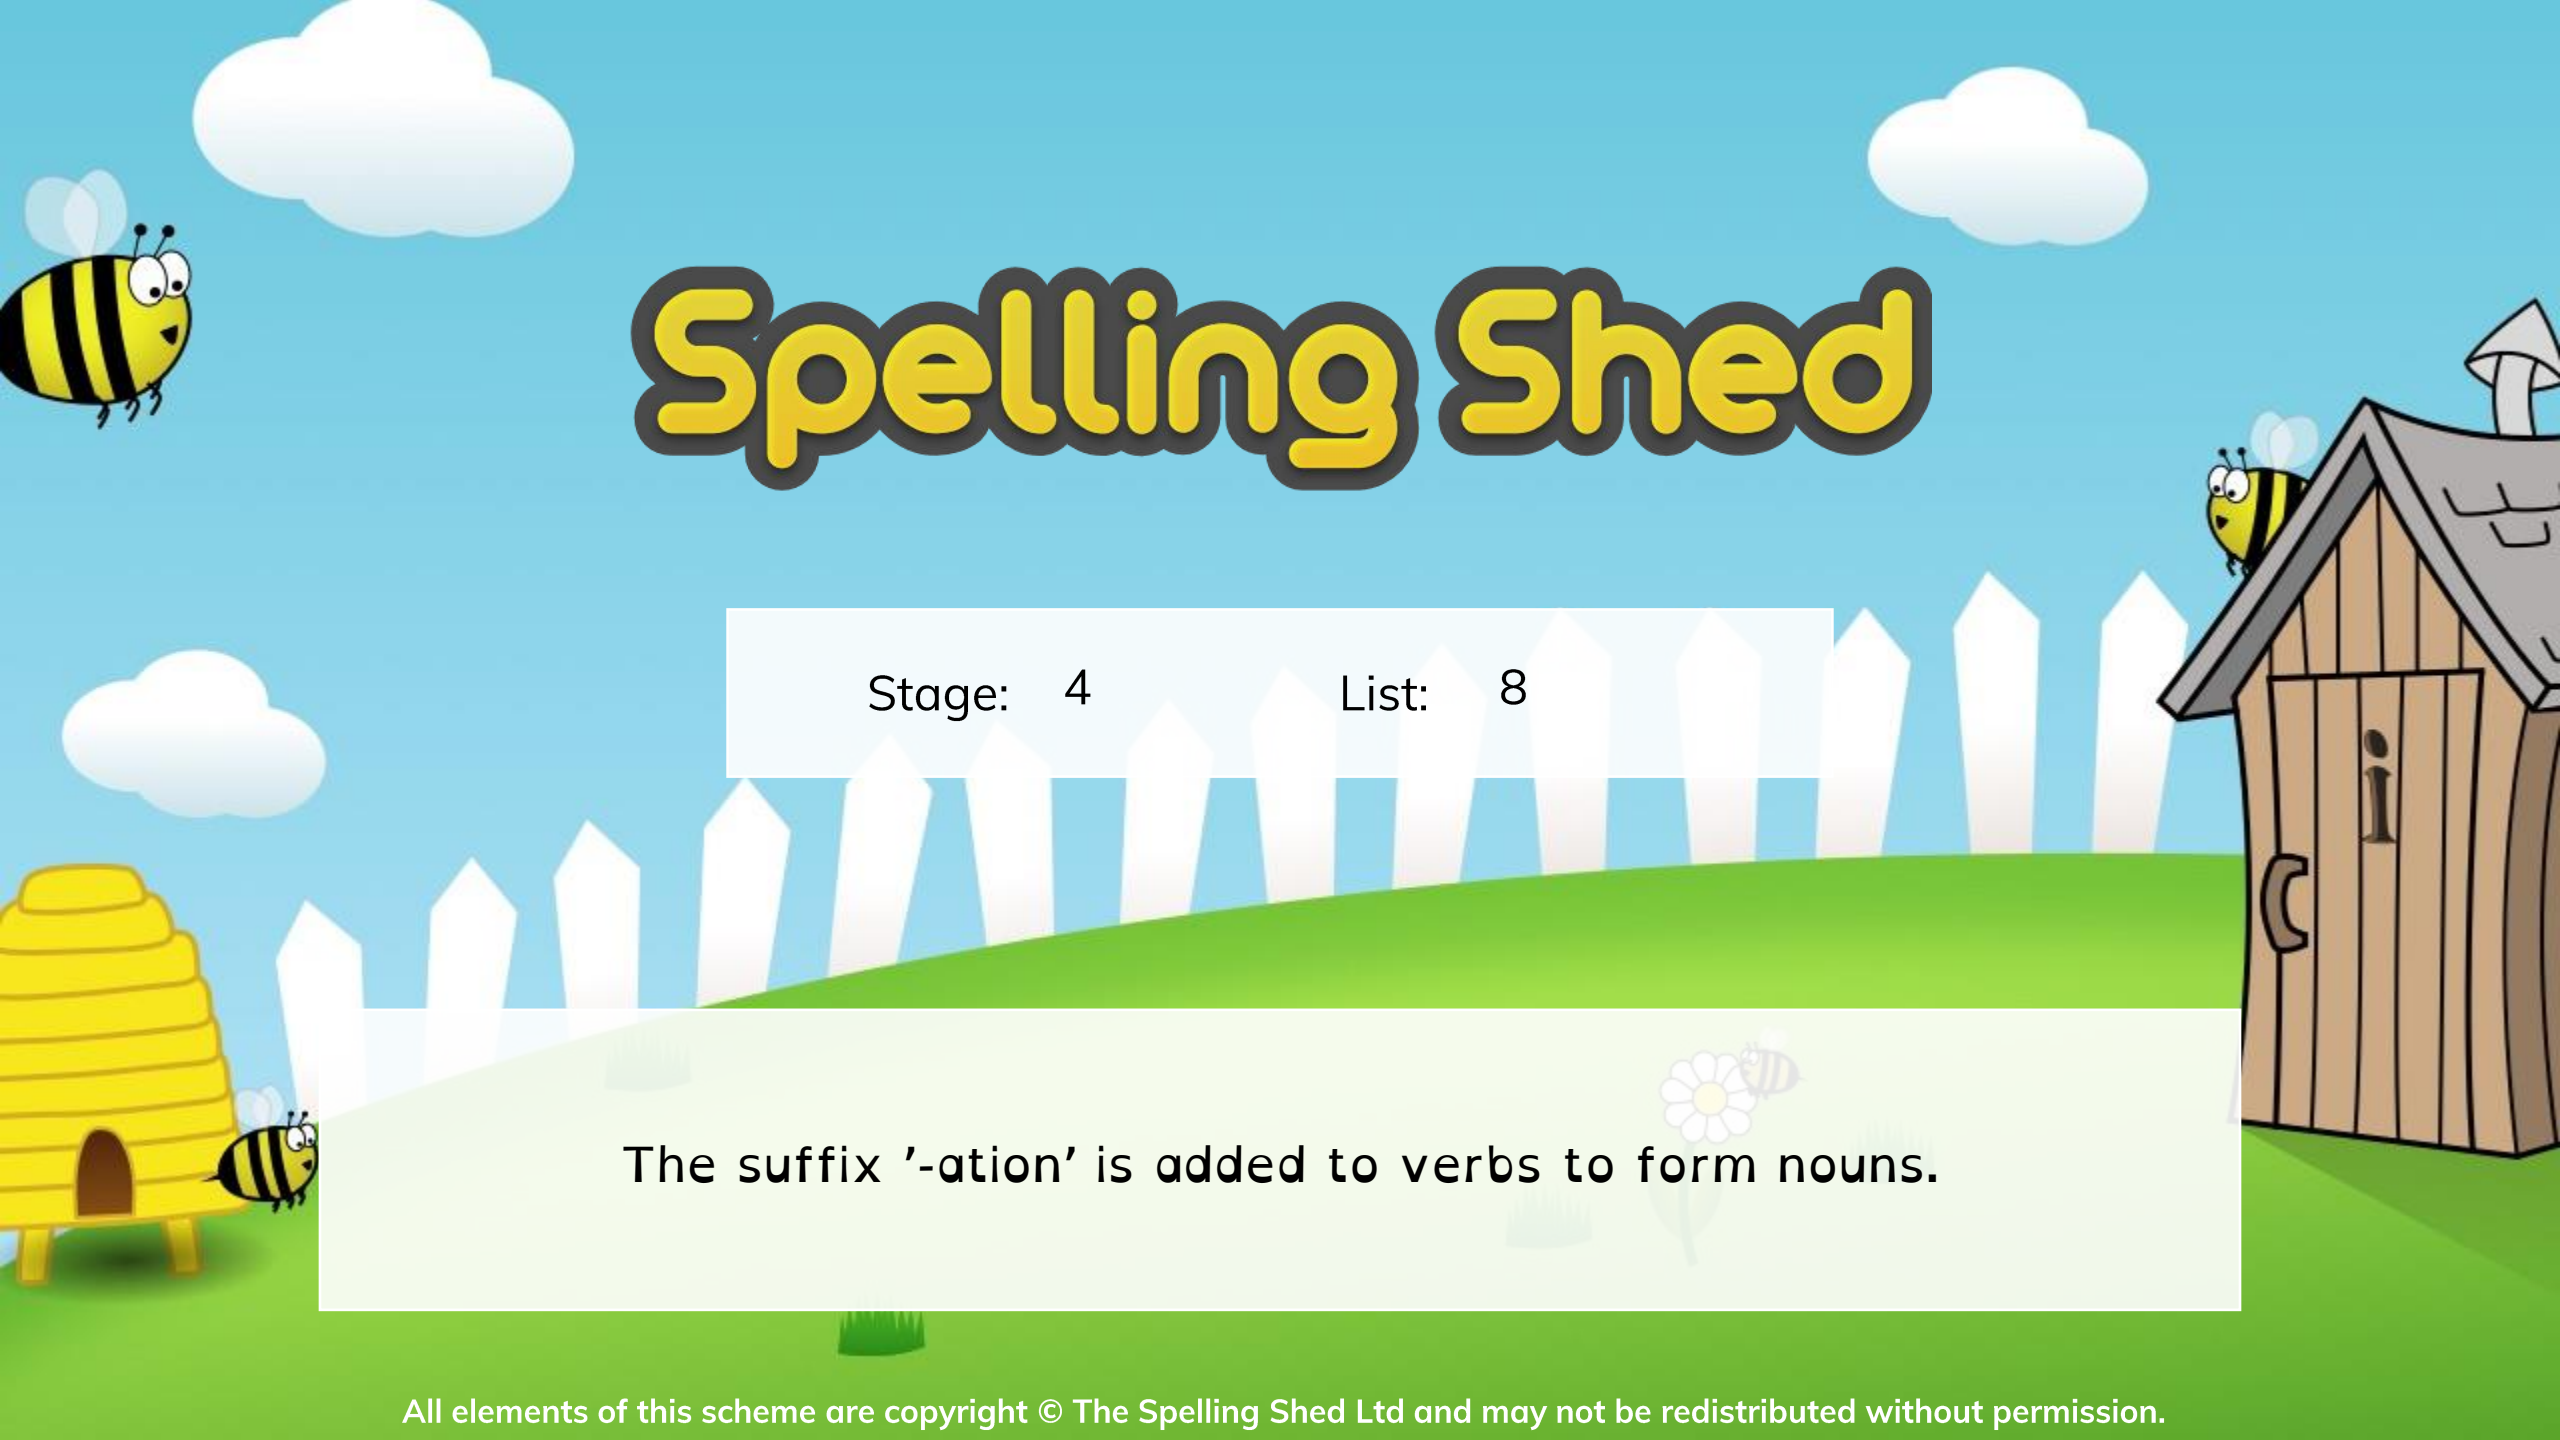 Spelling Shed
Stage: 4 List: 8
The suffix ’-ation’ is added to verbs to form nouns.
All elements of this scheme are copyright © The Spelling Shed Ltd and may not be redistributed without permission.